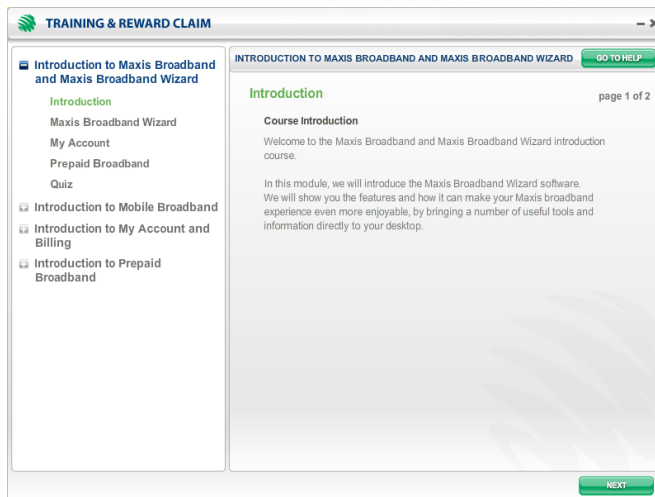 TRAINING & REWARD CLAIM
Introduction to Maxis Broadband
and Maxis Broadband Wizard
Introduction
Maxis Broadband Wizard
My Account
Prepaid Broadband
Quiz
Introduction to Mobile Broadband
Introduction to My Account and
Billing
Introduction to Prepaid
Broadband
INTRODUCTION TO MAXIS BROADBAND AND MAXIS BROADBAND WIZARD
GO TO HELP
Introduction
page 1 of 2
Course Introduction
Welcome to the Maxis Broadband and Maxis Broadband Wizard introduction
course.
In this module, we will introduce the Maxis Broadband Wizard software.
We will show you the features and how it can make your Maxis broadband
experience even more enjoyable, by bringing a number of useful tools and
information directly to your desktop.
NEXT